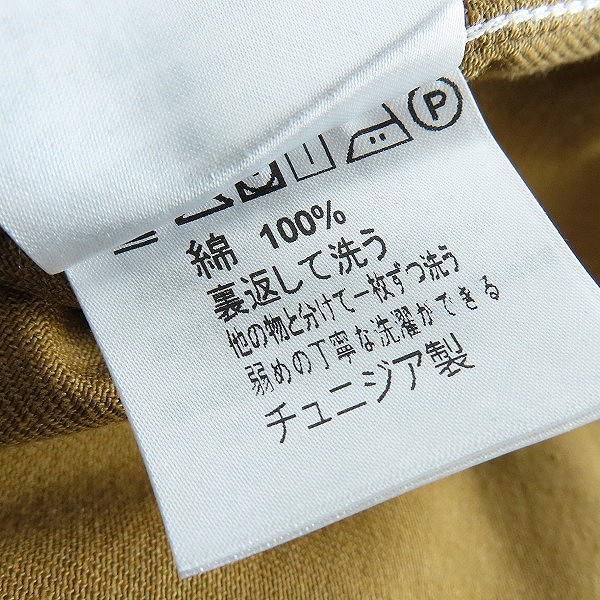 P
綿 100%
裏返して洗う
他の物と分けて一枚ずつ洗う
弱めの丁寧な洗濯ができる
チュニジア製